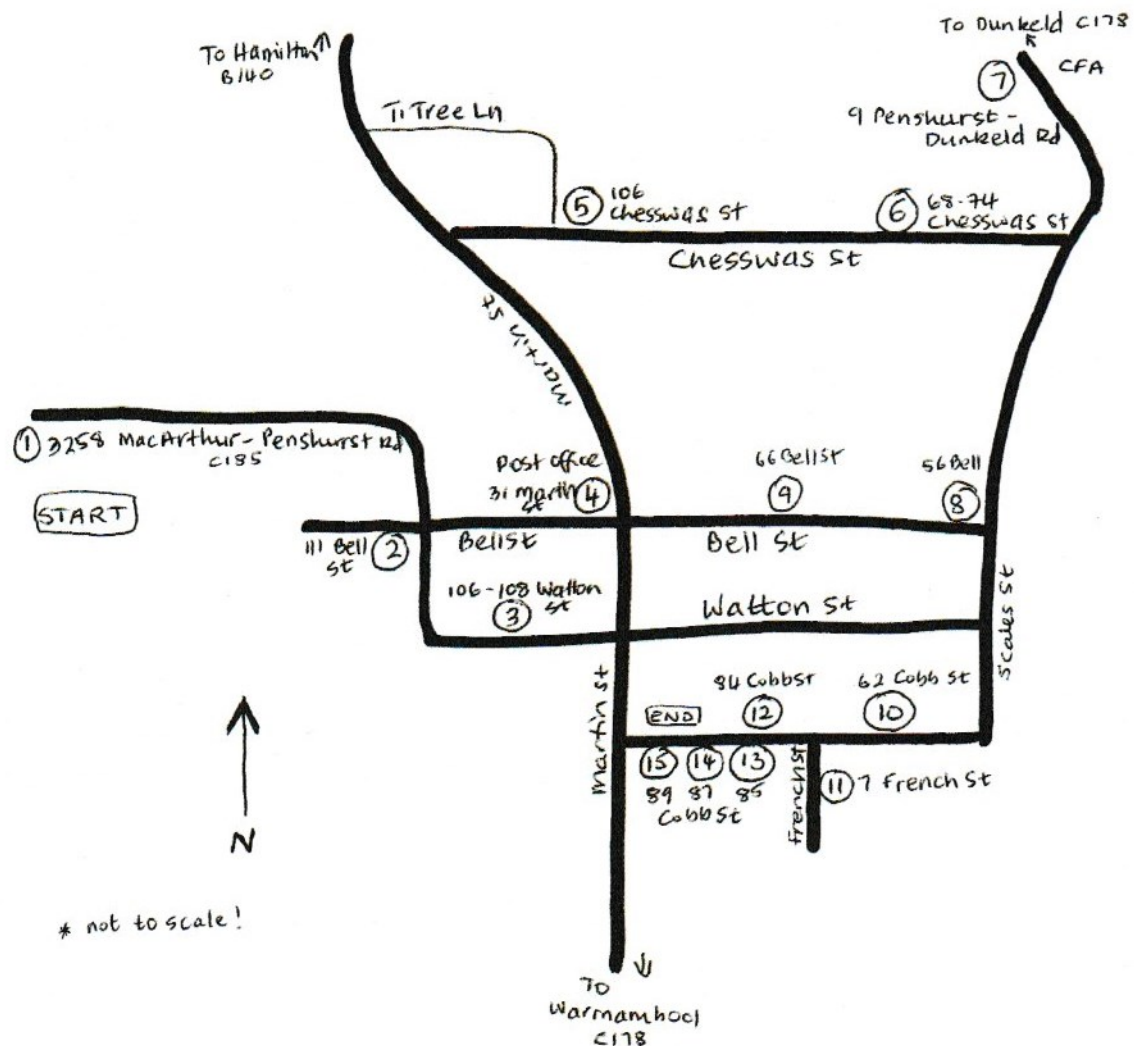 To Hamilton
B140
To Dunkeld C178
CFA
7
9 Penshurst -
Dunkeld Rd
Ti Tree Ln
5 106
Chesswas St
6 68-74
Chesswas St
Chesswas St
Martin St
1 3258 MacArthur-Penshurst Rd
C185
START
Post office
31 Martin
St
4
66 Bell St
9
56 Bell
8
111 Bell
St
2
Bell St
Bell St
106-108 Watton
St
3
Watton St
Scales St
Martin St
84 Cobb St
12
62 Cobb St
10
END
15 14 13
89 87 85
Cobb St
French St
11 7 French St
N
* not to scale!
To
Warrnambool
C178